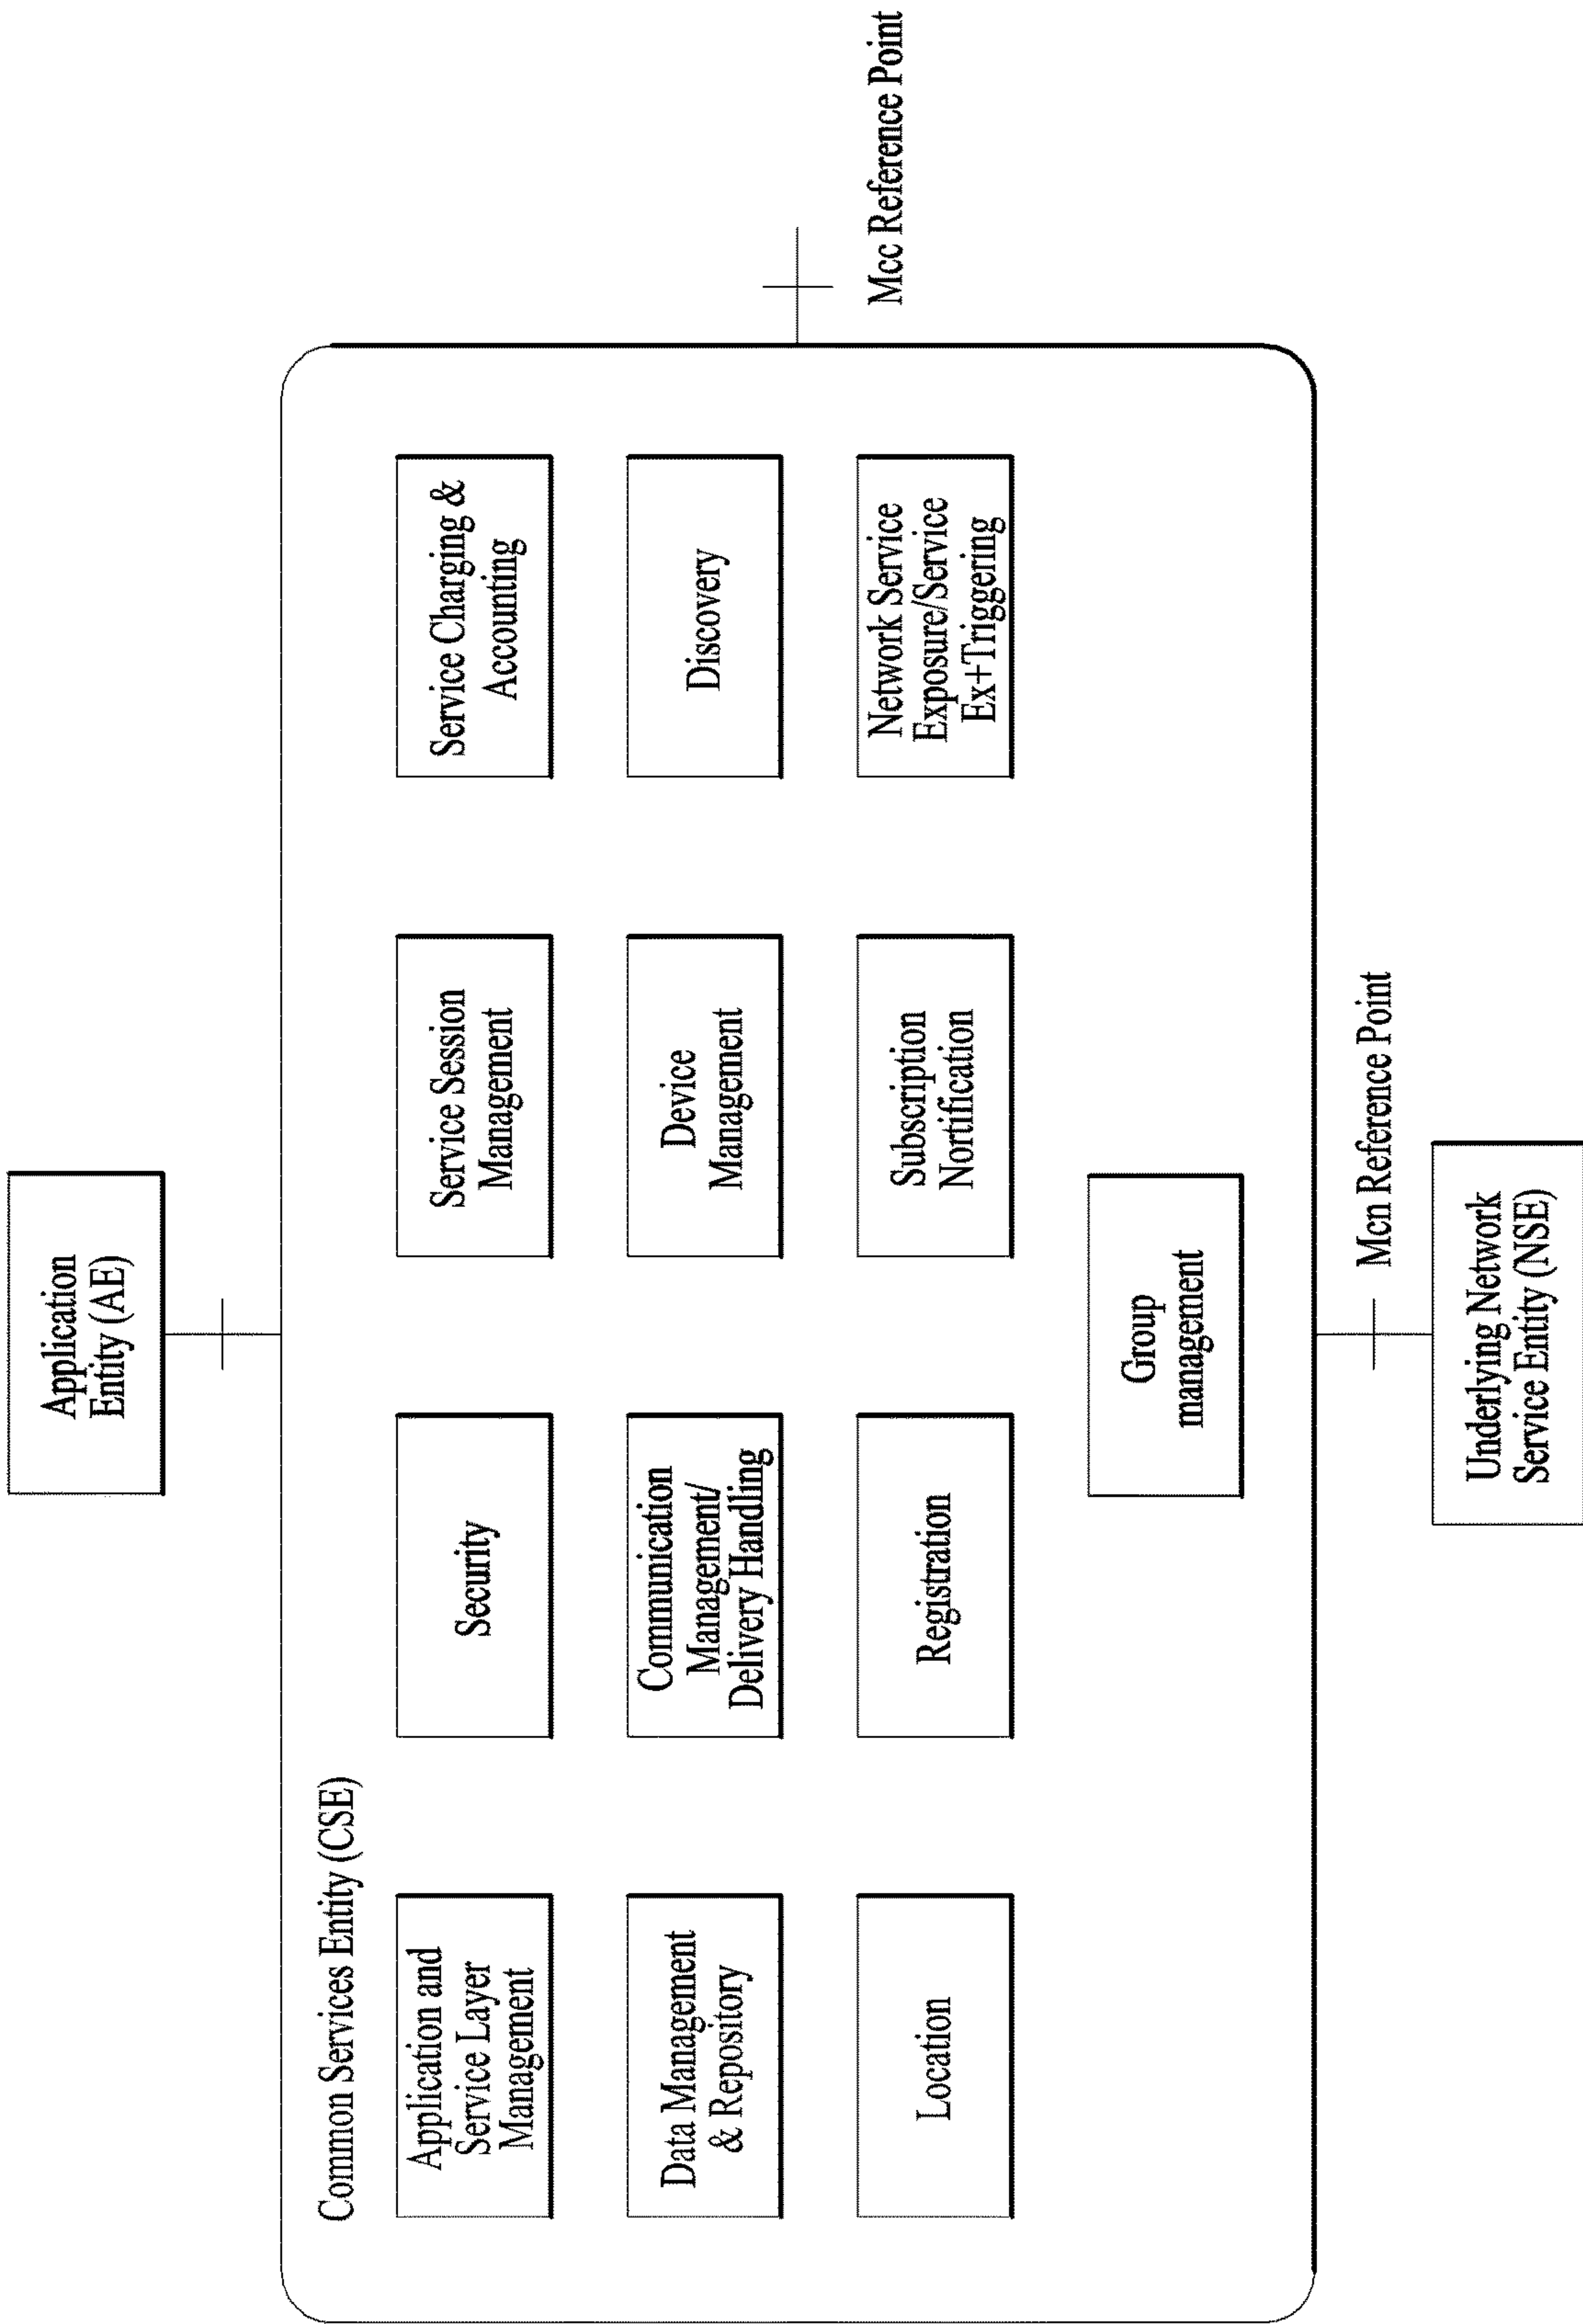 Application
Entity (AE)
Common Services Entity (CSE)
Application and
Service Layer
Management
Security
Service Session
Management
Service Charging &
Accounting
Data Management
& Repository
Communication
Management/
Delivery Handling
Device
Management
Discovery
Location
Registration
Subscription
Nortification
Network Service
Exposure/Service
Ex+Triggering
Group
management
Mcc Reference Point
Mcn Reference Point
Underlying Network
Service Entity (NSE)